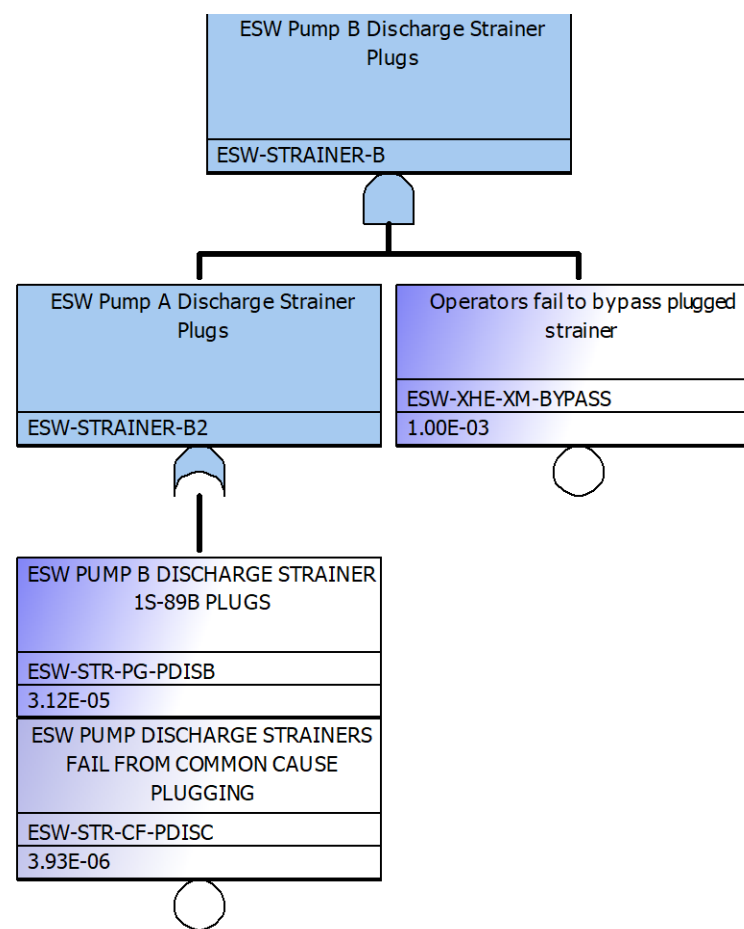 ESW Pump B Discharge Strainer
Plugs
ESW-STRAINER-B
ESW Pump A Discharge Strainer
Plugs
ESW-STRAINER-B2
Operators fail to bypass plugged
strainer
ESW-XHE-XM-BYPASS
1.00E-03
ESW PUMP B DISCHARGE STRAINER
1S-89B PLUGS
ESW-STR-PG-PDISB
3.12E-05
ESW PUMP DISCHARGE STRAINERS
FAIL FROM COMMON CAUSE
PLUGGING
ESW-STR-CF-PDISC
3.93E-06